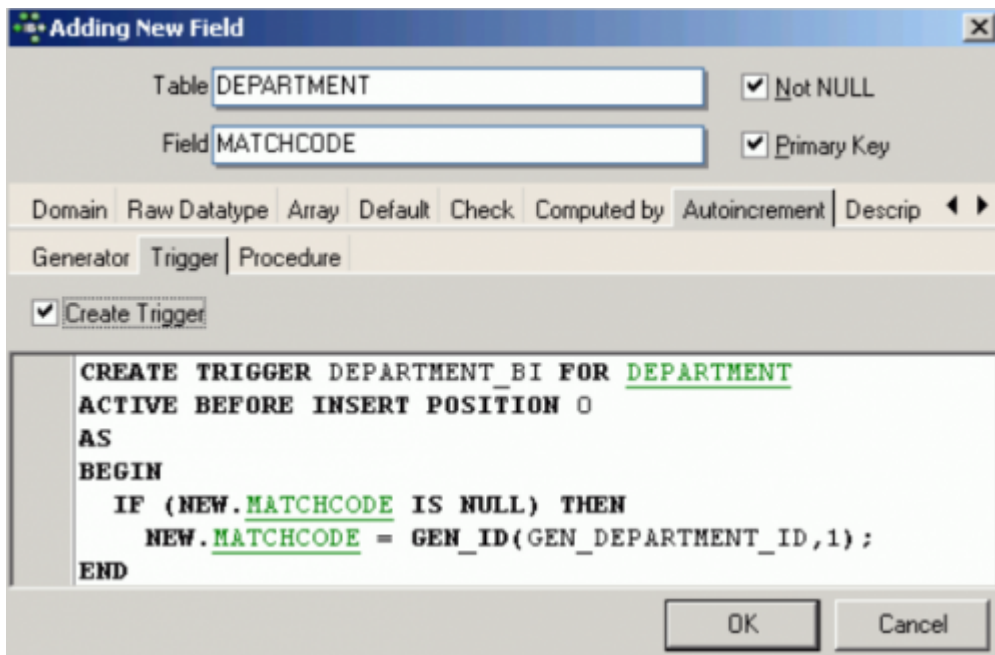 Adding New Field
Table DEPARTMENT Not NULL
Field MATCHCODE Primary Key
Domain Raw Datatype Array Default Check Computed by Autoincrement Descrip
Generator Trigger Procedure
Create Trigger
CREATE TRIGGER DEPARTMENT_BI FOR DEPARTMENT
ACTIVE BEFORE INSERT POSITION 0
AS
BEGIN
IF (NEW.MATCHCODE IS NULL) THEN
NEW.MATCHCODE = GEN_ID(GEN_DEPARTMENT_ID,1);
END
OK Cancel